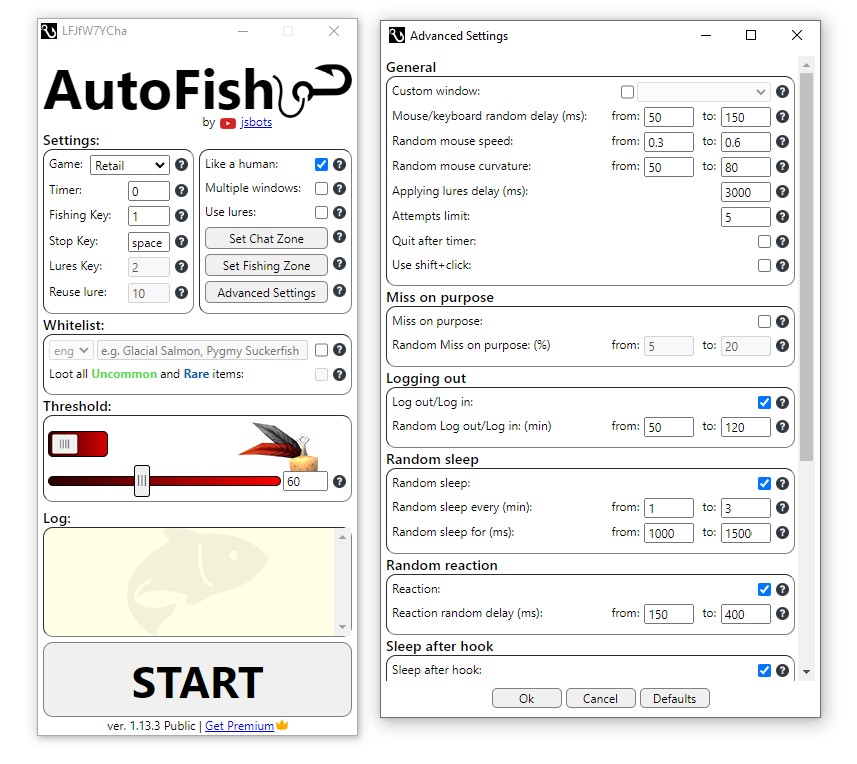 LFJfW7YCha
AutoFish
by jsbots
Settings:
Game: Retail
Timer: 0
Fishing Key: 1
Stop Key: space
Lures Key: 2
Reuse lure: 10
Like a human:
Multiple windows:
Use lures:
Set Chat Zone
Set Fishing Zone
Advanced Settings
Whitelist:
eng e.g. Glacial Salmon, Pygmy Suckerfish
Loot all Uncommon and Rare items:
Threshold:
60
Log:
START
ver. 1.13.3 Public | Get Premium
Advanced Settings
General
Custom window:
Mouse/keyboard random delay (ms): from: 50 to: 150
Random mouse speed: from: 0.3 to: 0.6
Random mouse curvature: from: 50 to: 80
Applying lures delay (ms): 3000
Attempts limit: 5
Quit after timer:
Use shift+click:
Miss on purpose
Miss on purpose:
Random Miss on purpose: (%) from: 5 to: 20
Logging out
Log out/Log in:
Random Log out/Log in: (min) from: 50 to: 120
Random sleep
Random sleep:
Random sleep every (min): from: 1 to: 3
Random sleep for (ms): from: 1000 to: 1500
Random reaction
Reaction:
Reaction random delay (ms): from: 150 to: 400
Sleep after hook
Sleep after hook:
Ok Cancel Defaults